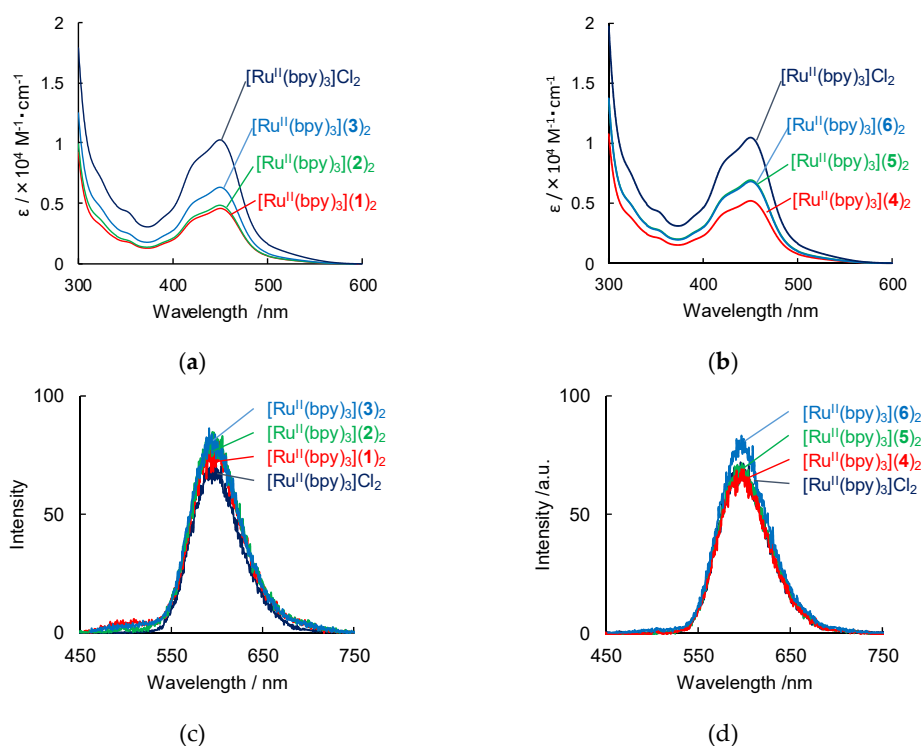 2
1.5
1
0.5
0
300
400
500
600
ε / × 10⁴ M⁻¹・cm⁻¹
Wavelength /nm
[Ruᴵᴵ(bpy)₃]Cl₂
[Ruᴵᴵ(bpy)₃](3)₂
[Ruᴵᴵ(bpy)₃](2)₂
[Ruᴵᴵ(bpy)₃](1)₂
(a)
2
1.5
1
0.5
0
300
400
500
600
ε / × 10⁴ M⁻¹・cm⁻¹
Wavelength /nm
[Ruᴵᴵ(bpy)₃]Cl₂
[Ruᴵᴵ(bpy)₃](6)₂
[Ruᴵᴵ(bpy)₃](5)₂
[Ruᴵᴵ(bpy)₃](4)₂
(b)
100
50
0
450
550
650
750
Intensity
Wavelength / nm
[Ruᴵᴵ(bpy)₃](3)₂
[Ruᴵᴵ(bpy)₃](2)₂
[Ruᴵᴵ(bpy)₃](1)₂
[Ruᴵᴵ(bpy)₃]Cl₂
(c)
100
50
0
450
550
650
750
Intensity /a.u.
Wavelength / nm
[Ruᴵᴵ(bpy)₃](6)₂
[Ruᴵᴵ(bpy)₃](5)₂
[Ruᴵᴵ(bpy)₃](4)₂
[Ruᴵᴵ(bpy)₃]Cl₂
(d)